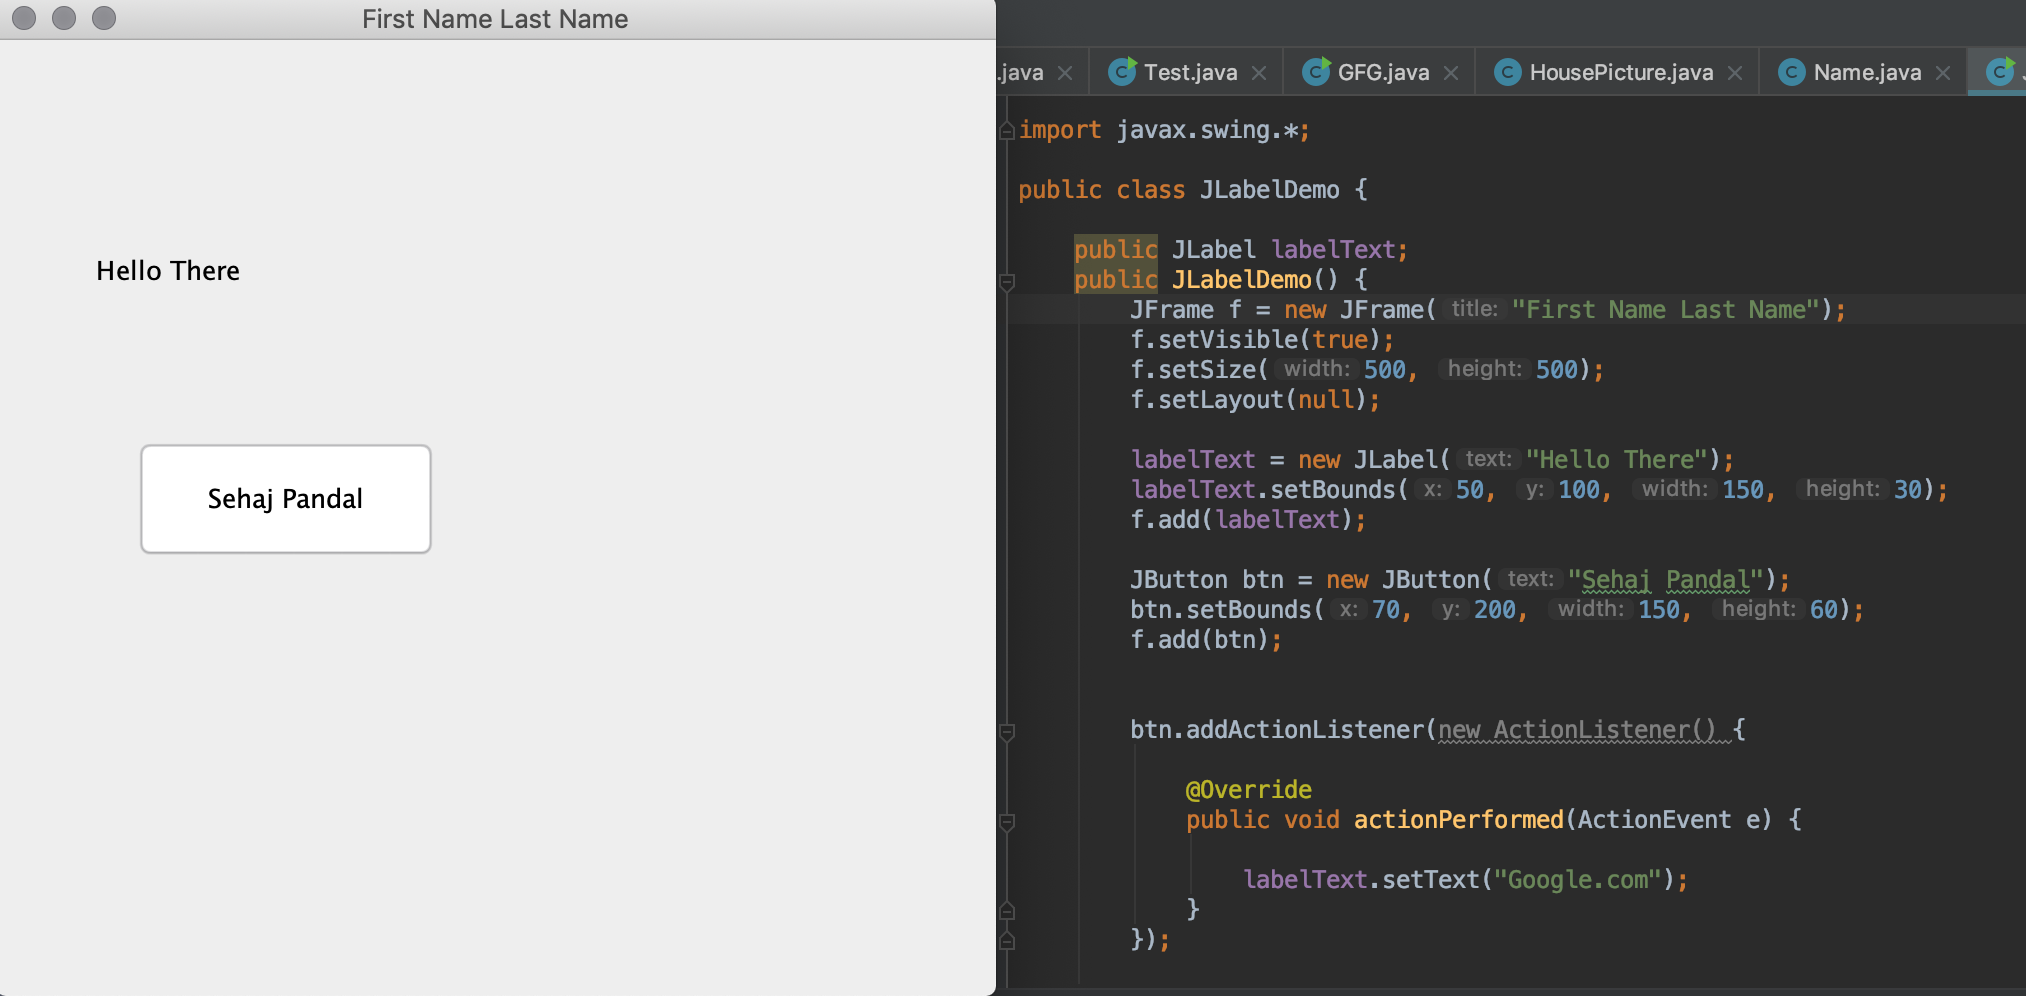 First Name Last Name
Hello There
Sehaj Pandal
.java Test.java GFG.java HousePicture.java Name.java
import javax.swing.*;
public class JLabelDemo {
public JLabel labelText;
public JLabelDemo() {
JFrame f = new JFrame( title: "First Name Last Name");
f.setVisible(true);
f.setSize( width: 500, height: 500);
f.setLayout(null);
labelText = new JLabel( text: "Hello There");
labelText.setBounds( x: 50, y: 100, width: 150, height: 30);
f.add(labelText);
JButton btn = new JButton( text: "Sehaj Pandal");
btn.setBounds( x: 70, y: 200, width: 150, height: 60);
f.add(btn);
btn.addActionListener(new ActionListener() {
@Override
public void actionPerformed(ActionEvent e) {
labelText.setText("Google.com");
}
});